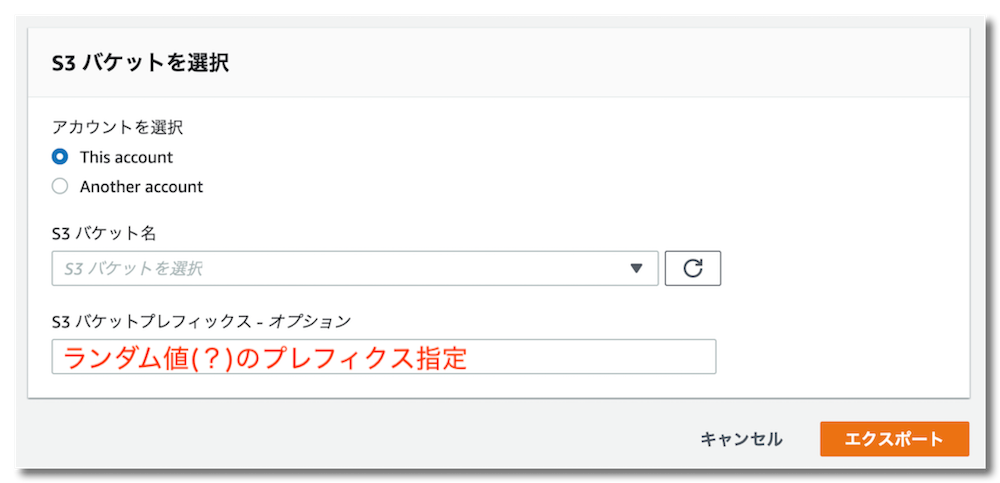 S3 バケットを選択
アカウントを選択
This account
Another account
S3 バケット名
S3 バケットを選択
S3 バケットプレフィックス - オプション
ランダム値(？)のプレフィクス指定
キャンセル
エクスポート